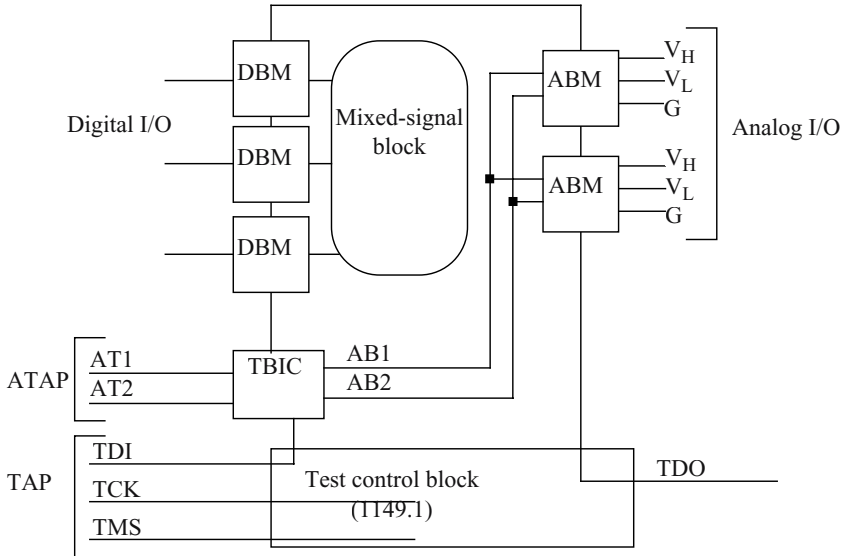 DBM
ABM
V_H
V_L
G
Digital I/O
Mixed-signal
block
Analog I/O
DBM
ABM
V_H
V_L
G
DBM
ATAP
AT1
AT2
TBIC
AB1
AB2
TAP
TDI
TCK
TMS
Test control block
(1149.1)
TDO